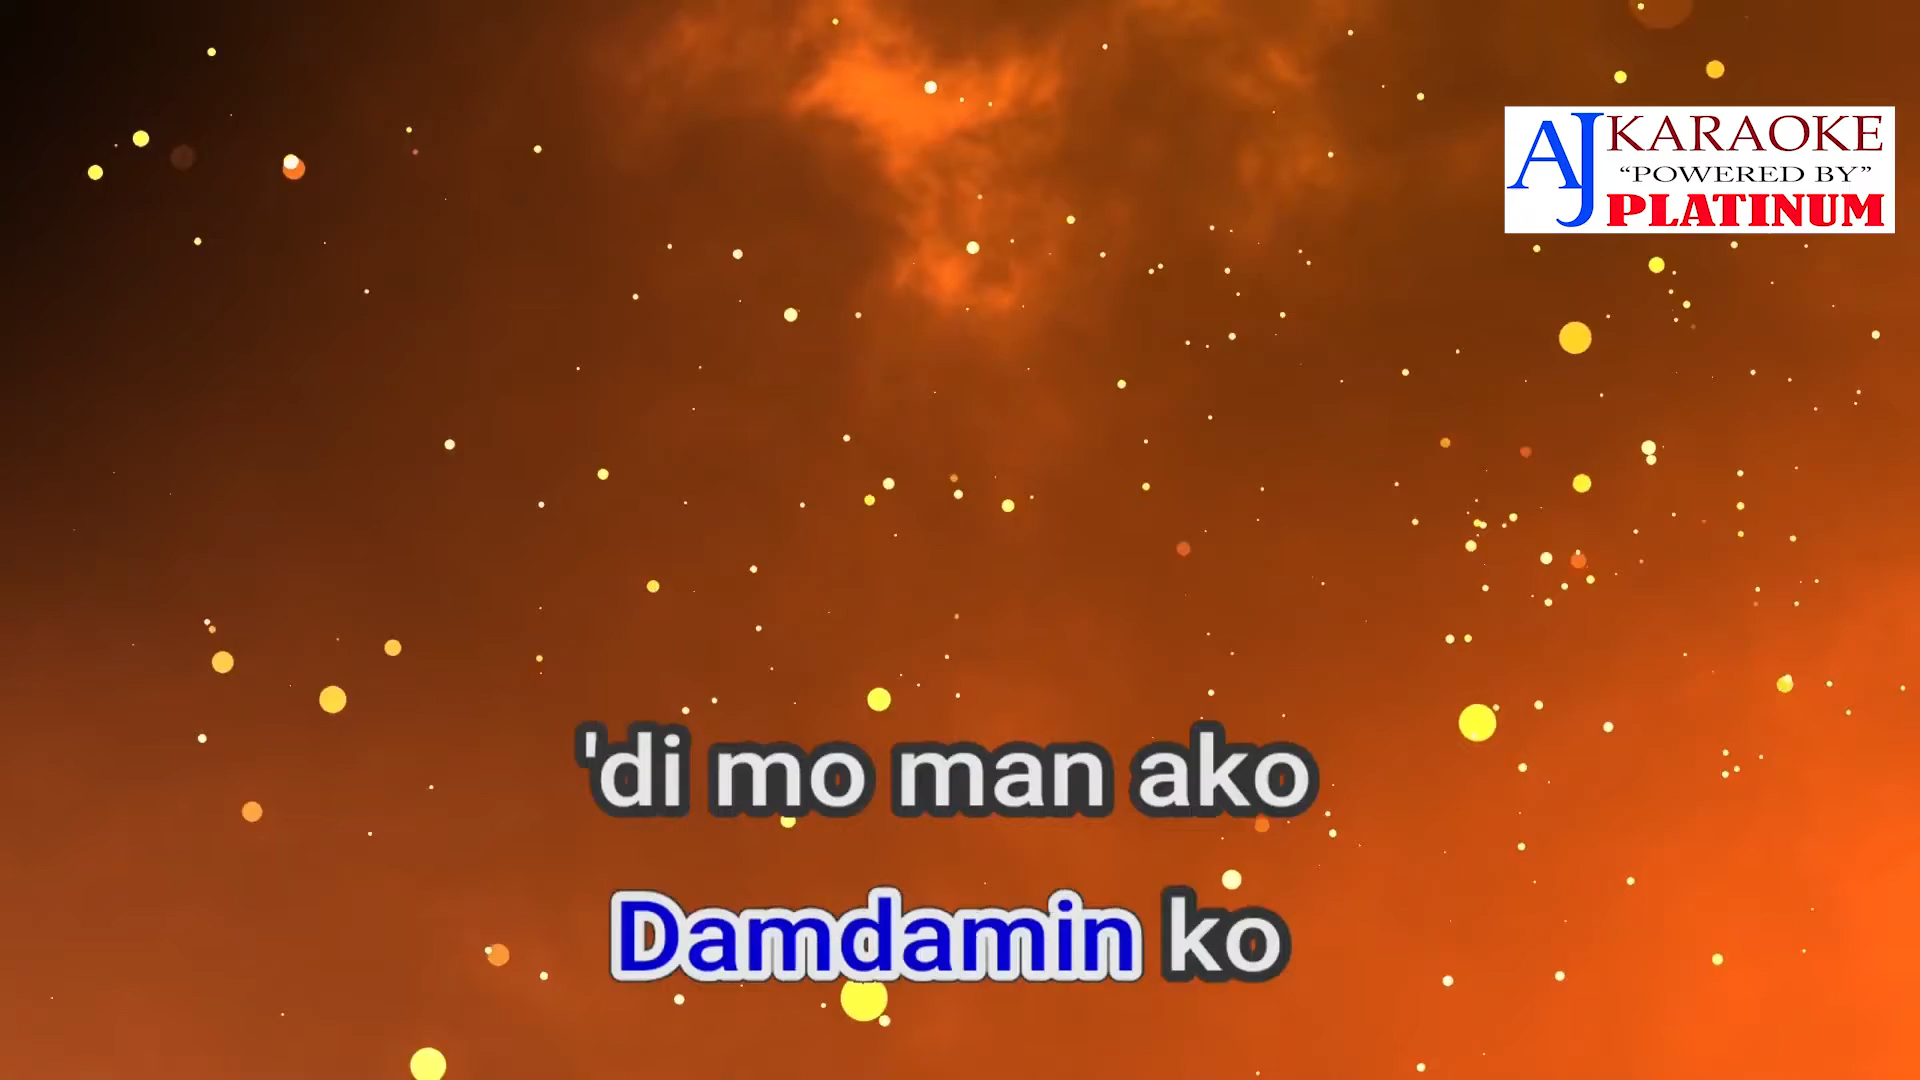 AJ KARAOKE
"POWERED BY"
PLATINUM
'di mo man ako
Damdamin ko